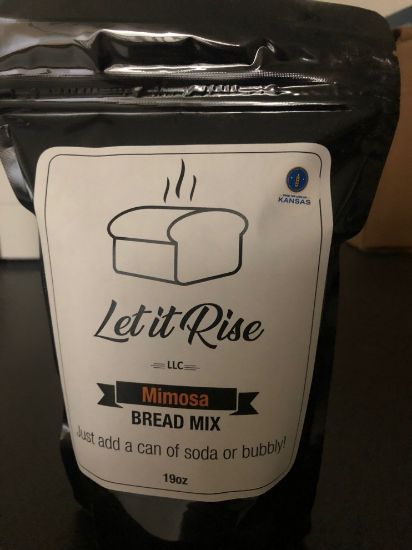 KANSAS
Let it Rise
LLC
Mimosa
BREAD MIX
Just add a can of soda or bubbly!
19oz